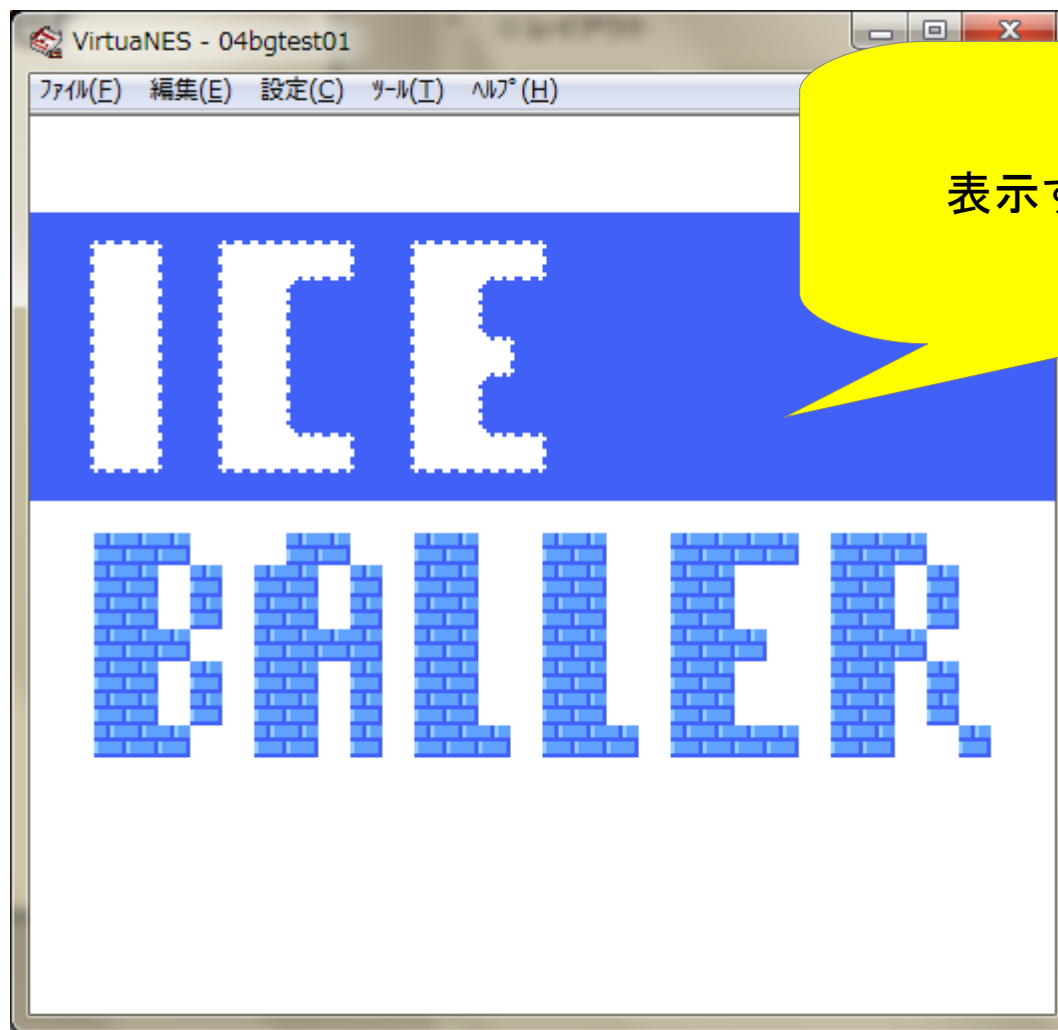 VirtuaNES - 04bgtest01
ﾌｧｲﾙ(F) 編集(E) 設定(C) ﾂｰﾙ(T) ﾍﾙﾌﾟ(H)
表示す
ICE
BALLER